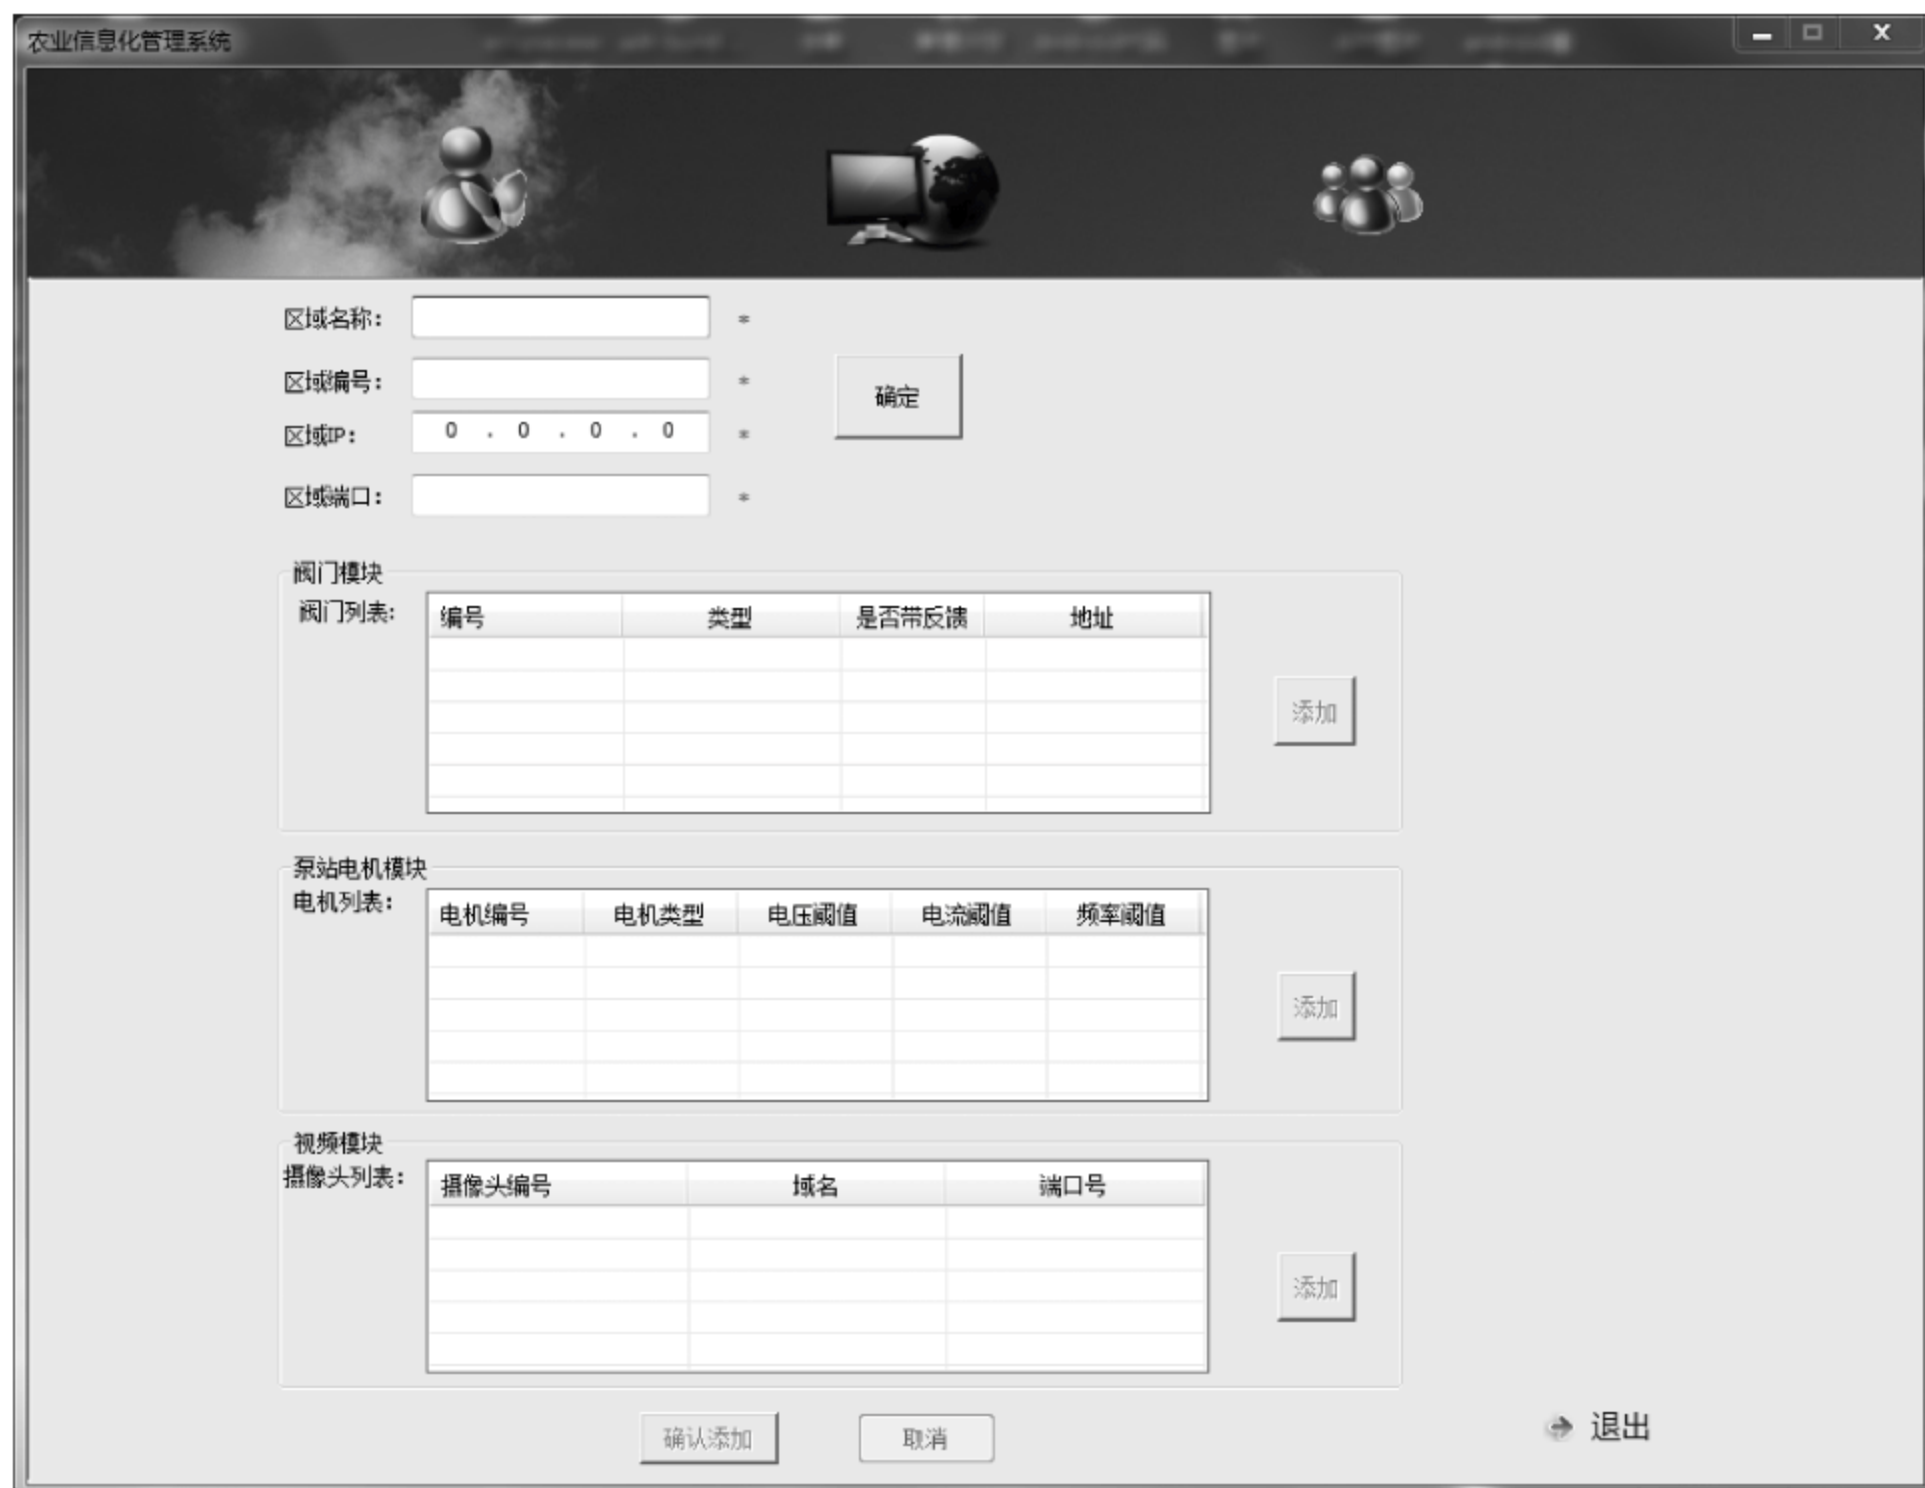 农业信息化管理系统
区域名称： *
区域编号： *
确定
区域IP： 0 . 0 . 0 . 0 *
区域端口： *
阀门模块
阀门列表：
编号 类型 是否带反馈 地址
添加
泵站电机模块
电机列表：
电机编号 电机类型 电压阈值 电流阈值 频率阈值
添加
视频模块
摄像头列表：
摄像头编号 域名 端口号
添加
确认添加 取消
退出